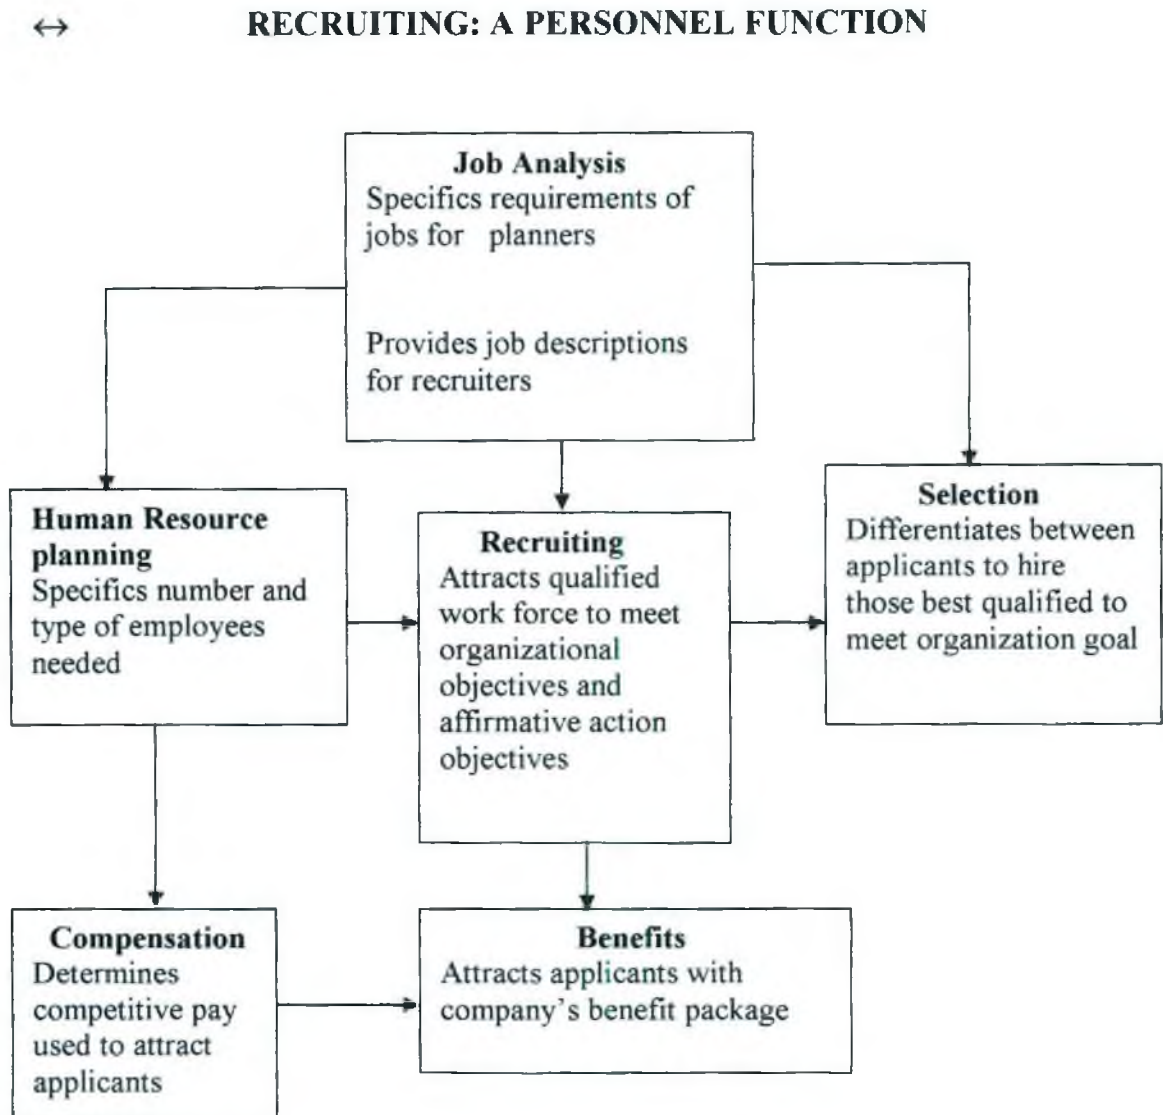 ↔ RECRUITING: A PERSONNEL FUNCTION
Job Analysis
Specifics requirements of
jobs for planners
Provides job descriptions
for recruiters
Human Resource
planning
Specifics number and
type of employees
needed
Recruiting
Attracts qualified
work force to meet
organizational
objectives and
affirmative action
objectives
Selection
Differentiates between
applicants to hire
those best qualified to
meet organization goal
Compensation
Determines
competitive pay
used to attract
applicants
Benefits
Attracts applicants with
company's benefit package